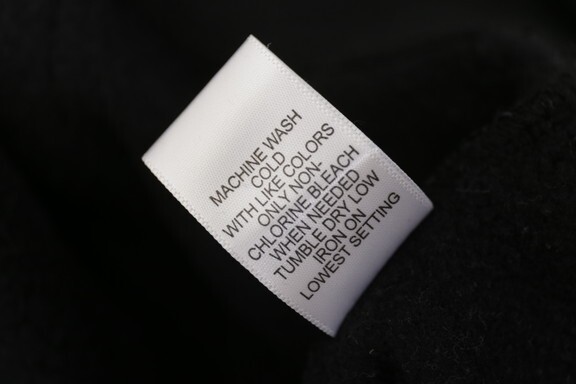 MACHINE WASH
COLD
WITH LIKE COLORS
ONLY NON-
CHLORINE BLEACH
WHEN NEEDED
TUMBLE DRY LOW
IRON ON
LOWEST SETTING